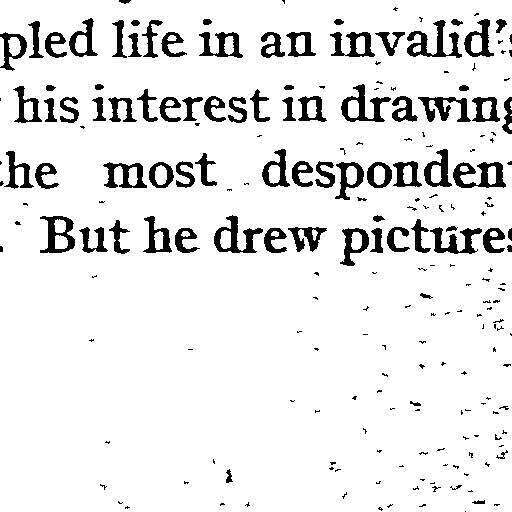 pled life in an invalid's
his interest in drawing
the most despondent
. But he drew pictures